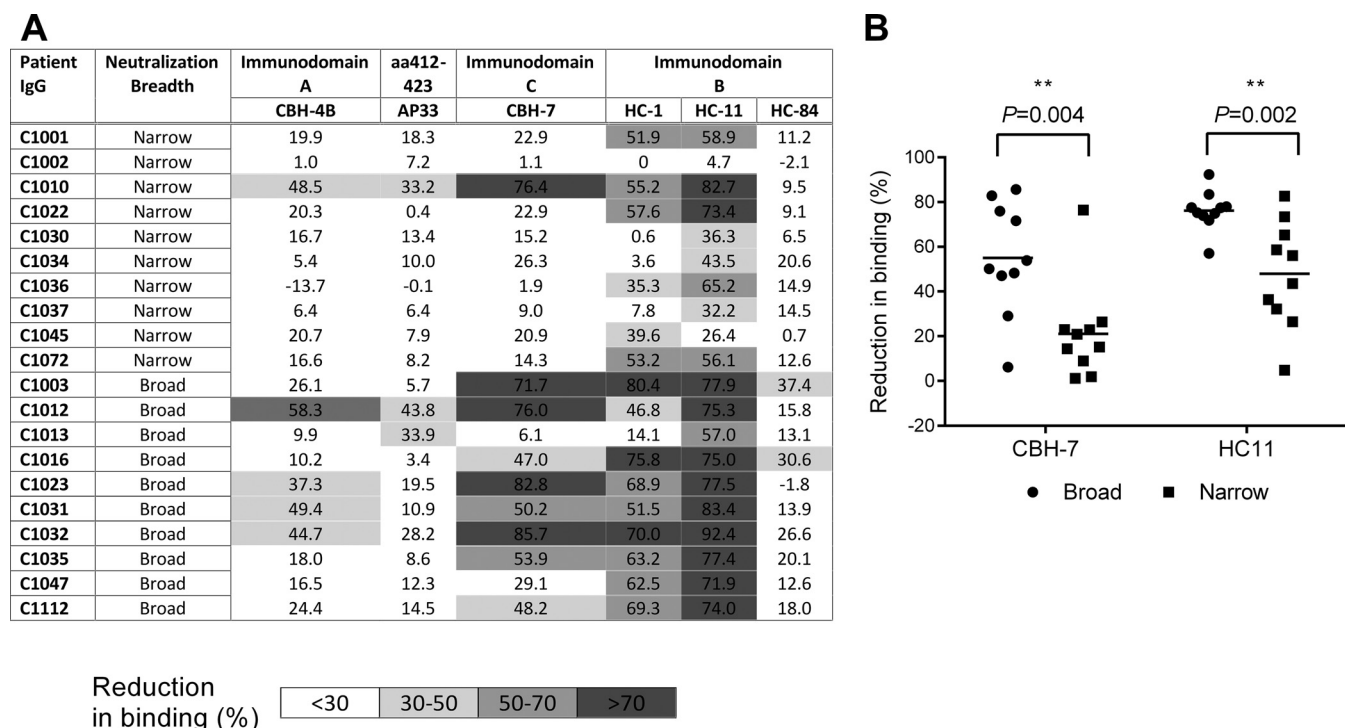 A
Patient IgG Neutralization Breadth Immunodomain A aa412-423 Immunodomain C Immunodomain B
CBH-4B AP33 CBH-7 HC-1 HC-11 HC-84
C1001 Narrow 19.9 18.3 22.9 51.9 58.9 11.2
C1002 Narrow 1.0 7.2 1.1 0 4.7 -2.1
C1010 Narrow 48.5 33.2 76.4 55.2 82.7 9.5
C1022 Narrow 20.3 0.4 22.9 57.6 73.4 9.1
C1030 Narrow 16.7 13.4 15.2 0.6 36.3 6.5
C1034 Narrow 5.4 10.0 26.3 3.6 43.5 20.6
C1036 Narrow -13.7 -0.1 1.9 35.3 65.2 14.9
C1037 Narrow 6.4 6.4 9.0 7.8 32.2 14.5
C1045 Narrow 20.7 7.9 20.9 39.6 26.4 0.7
C1072 Narrow 16.6 8.2 14.3 53.2 56.1 12.6
C1003 Broad 26.1 5.7 71.7 80.4 77.9 37.4
C1012 Broad 58.3 43.8 76.0 46.8 75.3 15.8
C1013 Broad 9.9 33.9 6.1 14.1 57.0 13.1
C1016 Broad 10.2 3.4 47.0 75.8 75.0 30.6
C1023 Broad 37.3 19.5 82.8 68.9 77.5 -1.8
C1031 Broad 49.4 10.9 50.2 51.5 83.4 13.9
C1032 Broad 44.7 28.2 85.7 70.0 92.4 26.6
C1035 Broad 18.0 8.6 53.9 63.2 77.4 20.1
C1047 Broad 16.5 12.3 29.1 62.5 71.9 12.6
C1112 Broad 24.4 14.5 48.2 69.3 74.0 18.0
Reduction
in binding (%)
<30 30-50 50-70 >70
B
** **
P=0.004 P=0.002
Reduction in binding (%)
100
80
60
40
20
0
-20
CBH-7 HC11
Broad Narrow